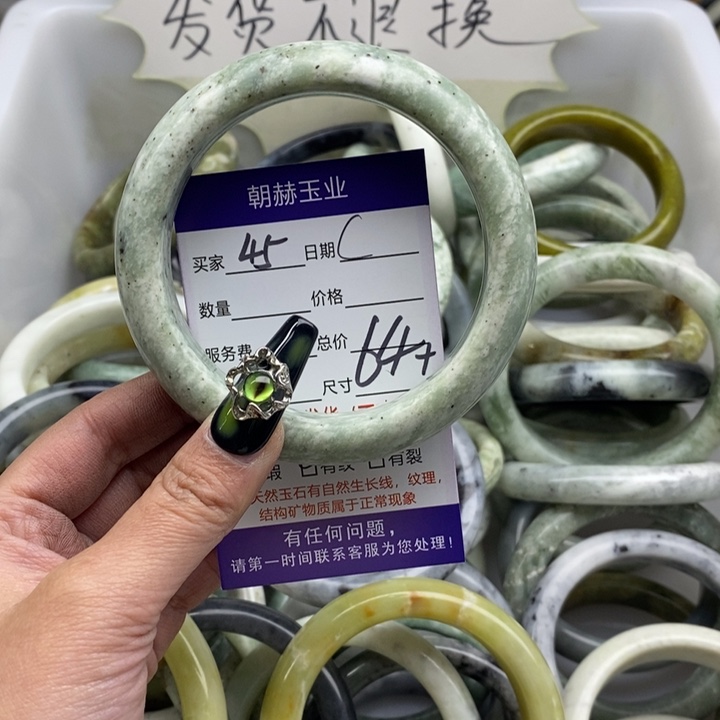 发货不退换
朝赫玉业
买家 45 日期 C
数量 价格
服务费 总价
尺寸 64+
有纹 有裂
天然玉石有自然生长线，纹理，
结构矿物质属于正常现象
有任何问题，
请第一时间联系客服为您处理！